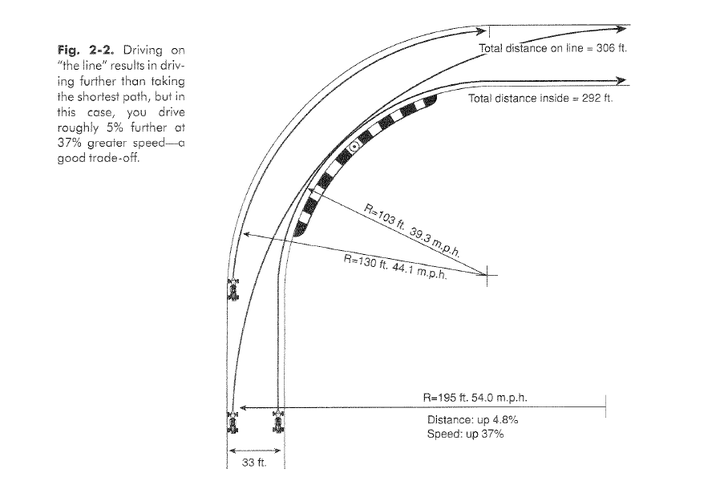 Fig. 2-2. Driving on
"the line" results in driv-
ing further than taking
the shortest path, but in
this case, you drive
roughly 5% further at
37% greater speed—a
good trade-off.
Total distance on line = 306 ft.
Total distance inside = 292 ft.
R=103 ft. 39.3 m.p.h.
R=130 ft. 44.1 m.p.h.
R=195 ft. 54.0 m.p.h.
Distance: up 4.8%
Speed: up 37%
33 ft.